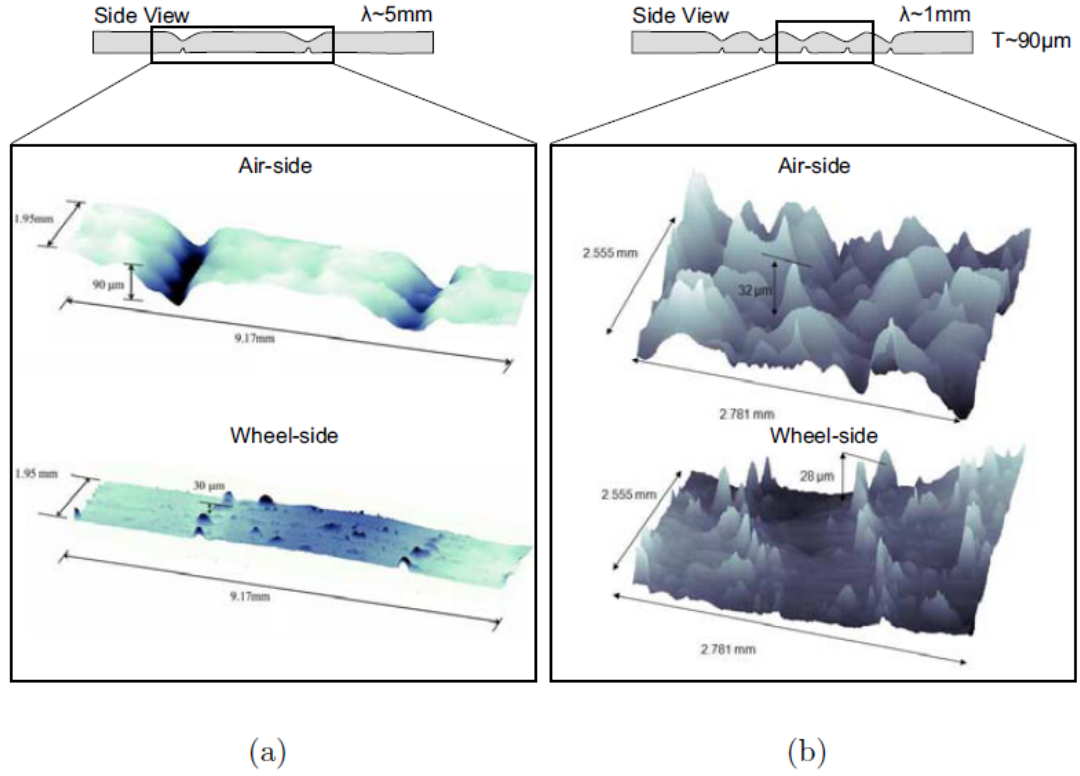 Side View
λ~5mm
Air-side
1.95mm
90 μm
9.17mm
Wheel-side
1.95 mm
30 μm
9.17mm
(a)
Side View
λ~1mm
T~90μm
Air-side
2.555 mm
32 μm
2.781 mm
Wheel-side
28 μm
2.555 mm
2.781 mm
(b)